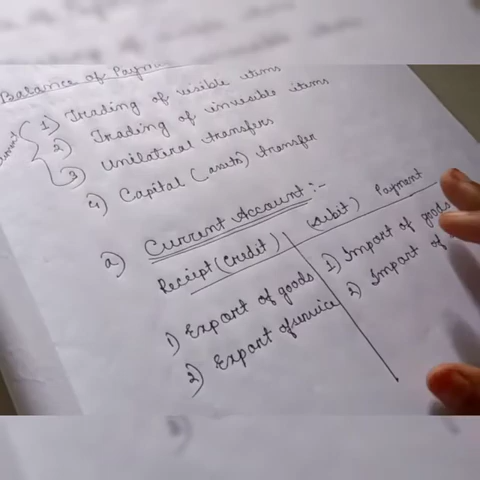 Balance of Paym
1) Trading of visible items
2) Trading of invisible items
3) Unilateral transfers
4) Capital (assets) transfer
a) Current Account :-
Receipt (Credit) (Debit) Payment
1) Export of goods 1) Import of goods
2) Export of service 2) Import of